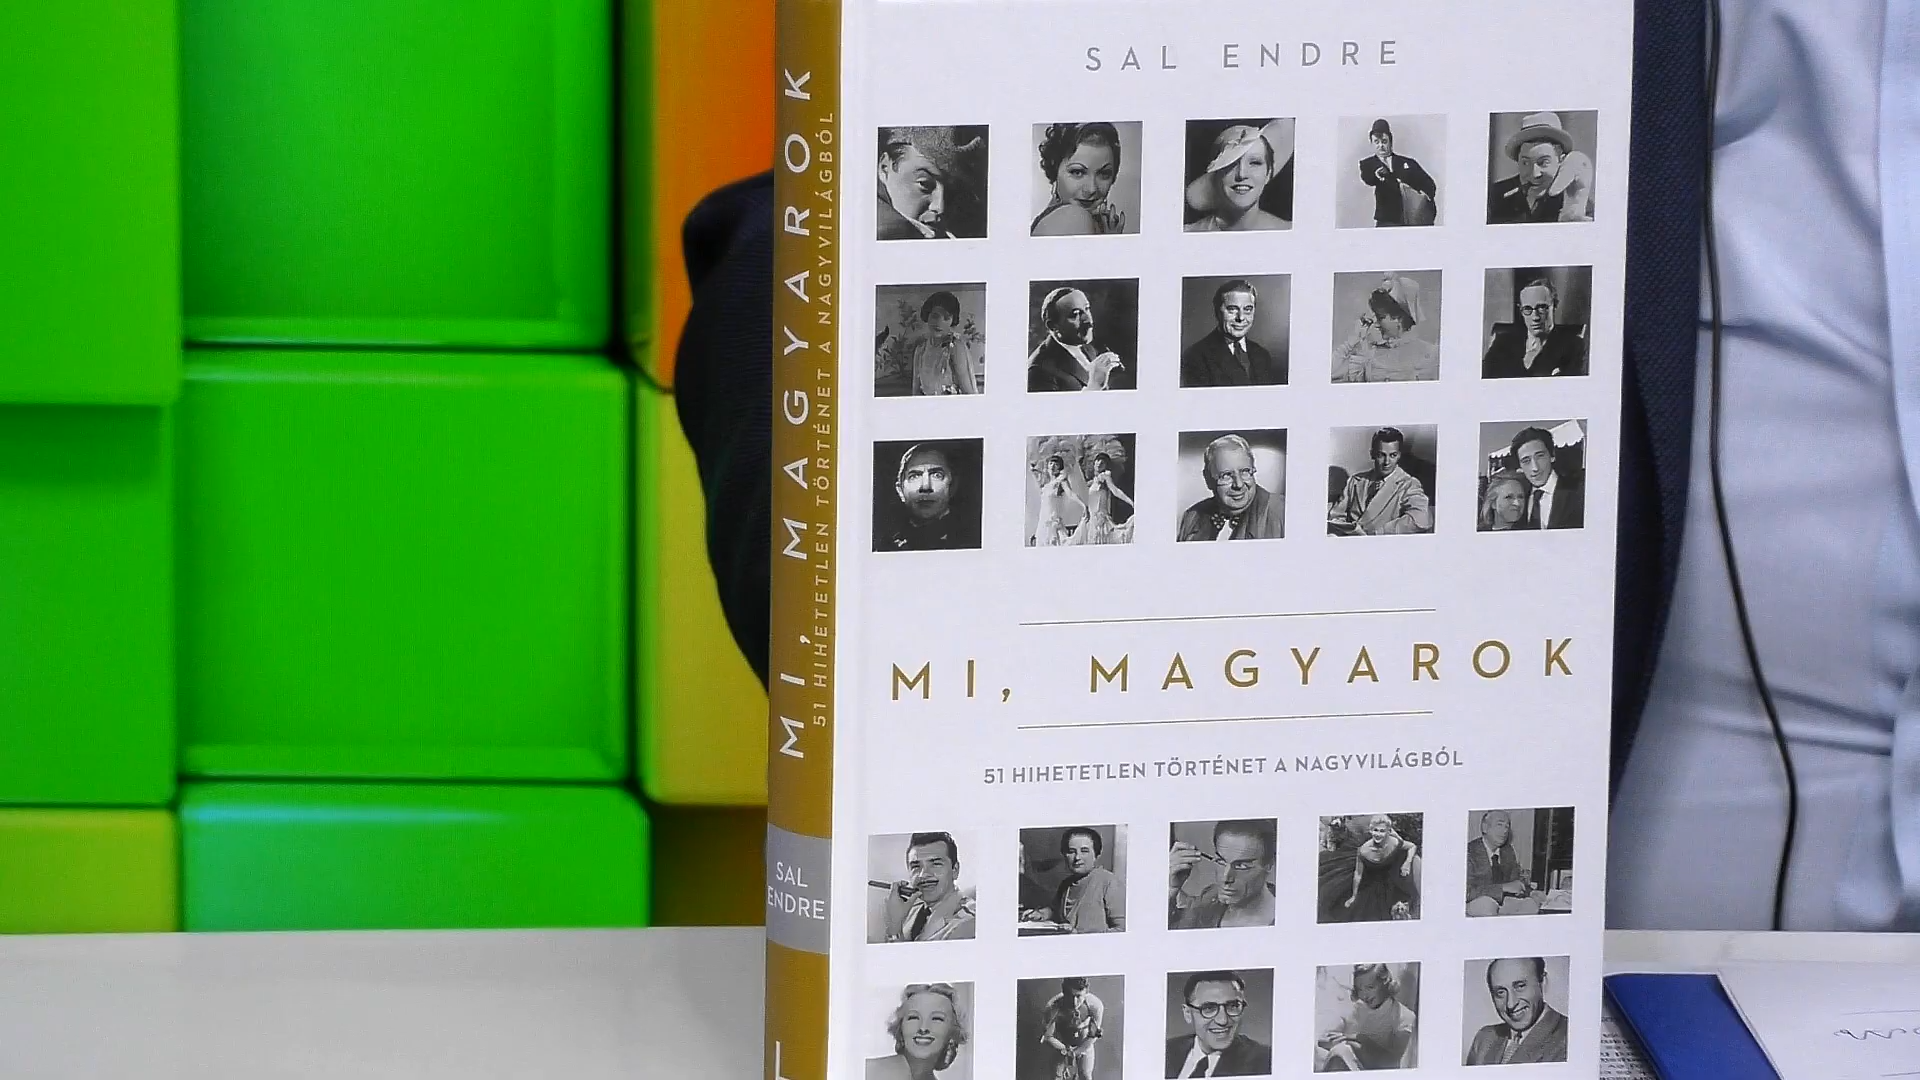 SAL ENDRE
MI, MAGYAROK
51 HIHETETLEN TÖRTÉNET A NAGYVILÁGBÓL
MI, MAGYAROK
51 HIHETETLEN TÖRTÉNET A NAGYVILÁGBÓL
SAL
ENDRE